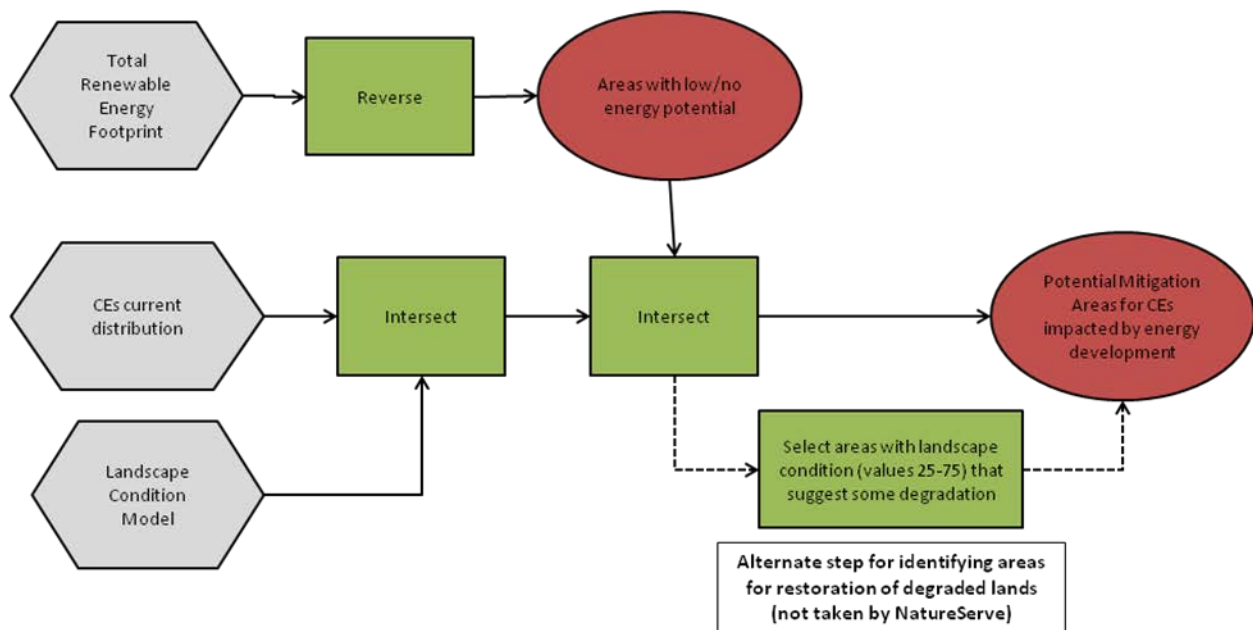 Total
Renewable
Energy
Footprint
Reverse
Areas with low/no
energy potential
CEs current
distribution
Intersect
Intersect
Potential Mitigation
Areas for CEs
impacted by energy
development
Landscape
Condition
Model
Select areas with landscape
condition (values 25-75) that
suggest some degradation
Alternate step for identifying areas
for restoration of degraded lands
(not taken by NatureServe)